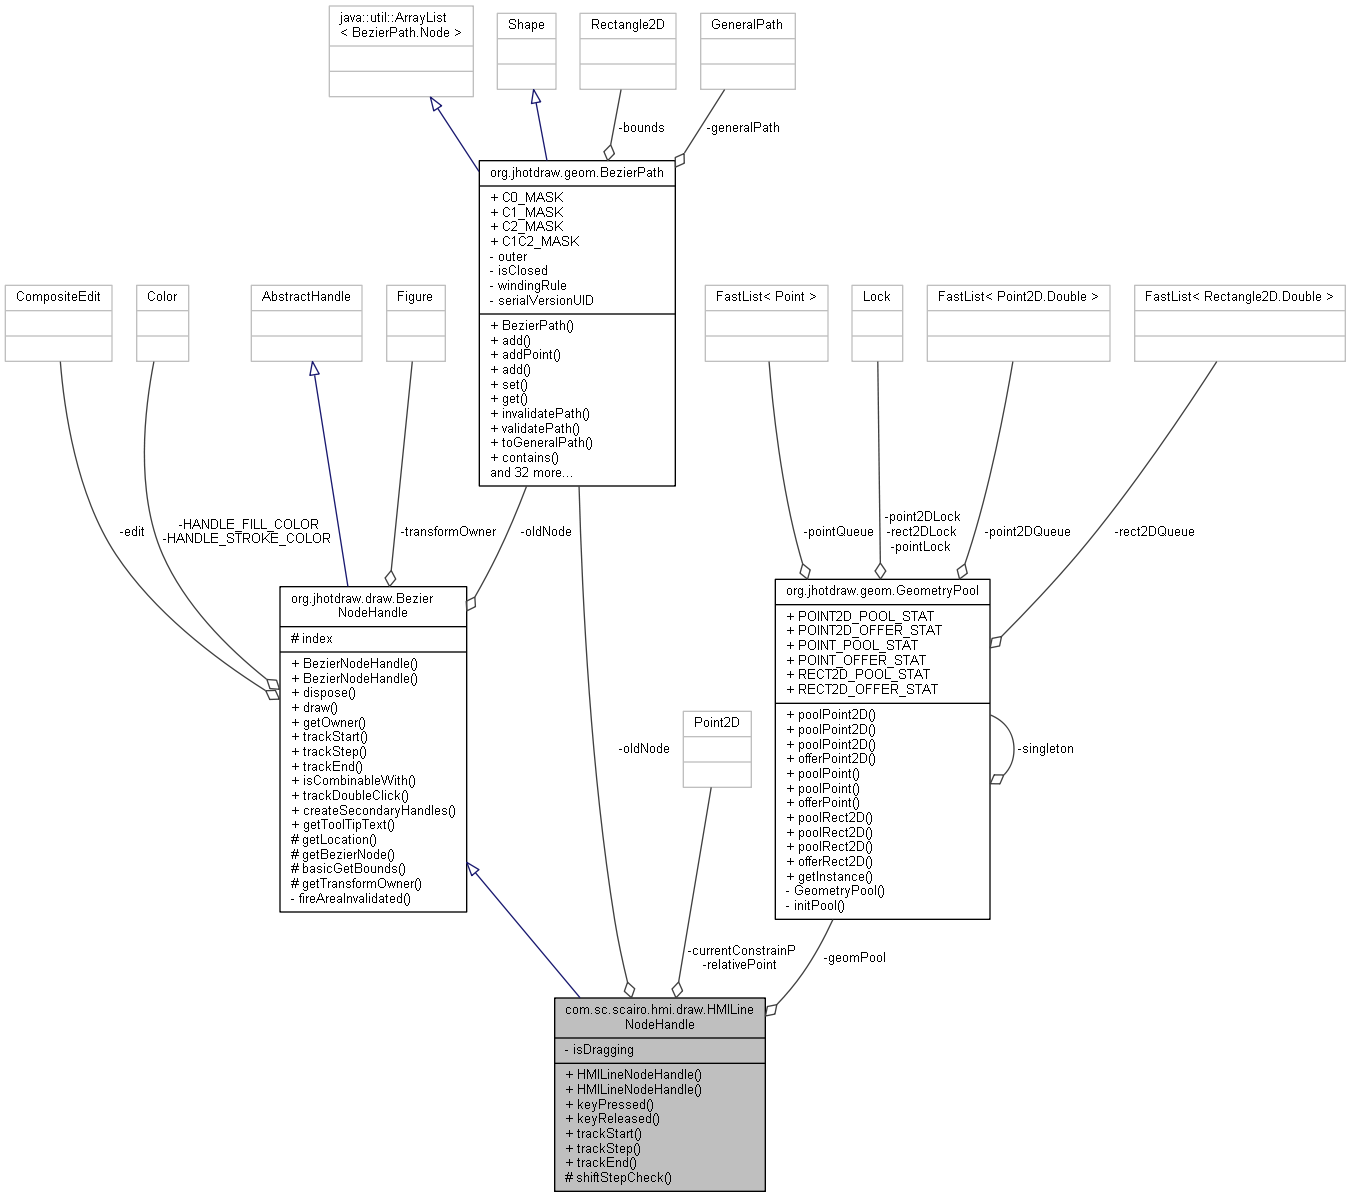 java::util::ArrayList
< BezierPath.Node >
Shape
Rectangle2D
GeneralPath
-bounds
-generalPath
org.jhotdraw.geom.BezierPath
+ C0_MASK
+ C1_MASK
+ C2_MASK
+ C1C2_MASK
- outer
- isClosed
- windingRule
- serialVersionUID
+ BezierPath()
+ add()
+ addPoint()
+ add()
+ set()
+ get()
+ invalidatePath()
+ validatePath()
+ toGeneralPath()
+ contains()
and 32 more...
CompositeEdit
Color
AbstractHandle
Figure
FastList< Point >
Lock
FastList< Point2D.Double >
FastList< Rectangle2D.Double >
-edit
-HANDLE_FILL_COLOR
-HANDLE_STROKE_COLOR
-transformOwner
-oldNode
-pointQueue
-point2DLock
-rect2DLock
-pointLock
-point2DQueue
-rect2DQueue
org.jhotdraw.draw.Bezier
NodeHandle
# index
+ BezierNodeHandle()
+ BezierNodeHandle()
+ dispose()
+ draw()
+ getOwner()
+ trackStart()
+ trackStep()
+ trackEnd()
+ isCombinableWith()
+ trackDoubleClick()
+ createSecondaryHandles()
+ getToolTipText()
# getLocation()
# getBezierNode()
# basicGetBounds()
# getTransformOwner()
- fireAreaInvalidated()
-oldNode
Point2D
org.jhotdraw.geom.GeometryPool
+ POINT2D_POOL_STAT
+ POINT2D_OFFER_STAT
+ POINT_POOL_STAT
+ POINT_OFFER_STAT
+ RECT2D_POOL_STAT
+ RECT2D_OFFER_STAT
+ poolPoint2D()
+ poolPoint2D()
+ poolPoint2D()
+ offerPoint2D()
+ poolPoint()
+ poolPoint()
+ offerPoint()
+ poolRect2D()
+ poolRect2D()
+ poolRect2D()
+ offerRect2D()
+ getInstance()
- GeometryPool()
- initPool()
-singleton
-currentConstrainP
-relativePoint
-geomPool
com.sc.scairo.hmi.draw.HMILine
NodeHandle
- isDragging
+ HMILineNodeHandle()
+ HMILineNodeHandle()
+ keyPressed()
+ keyReleased()
+ trackStart()
+ trackStep()
+ trackEnd()
# shiftStepCheck()